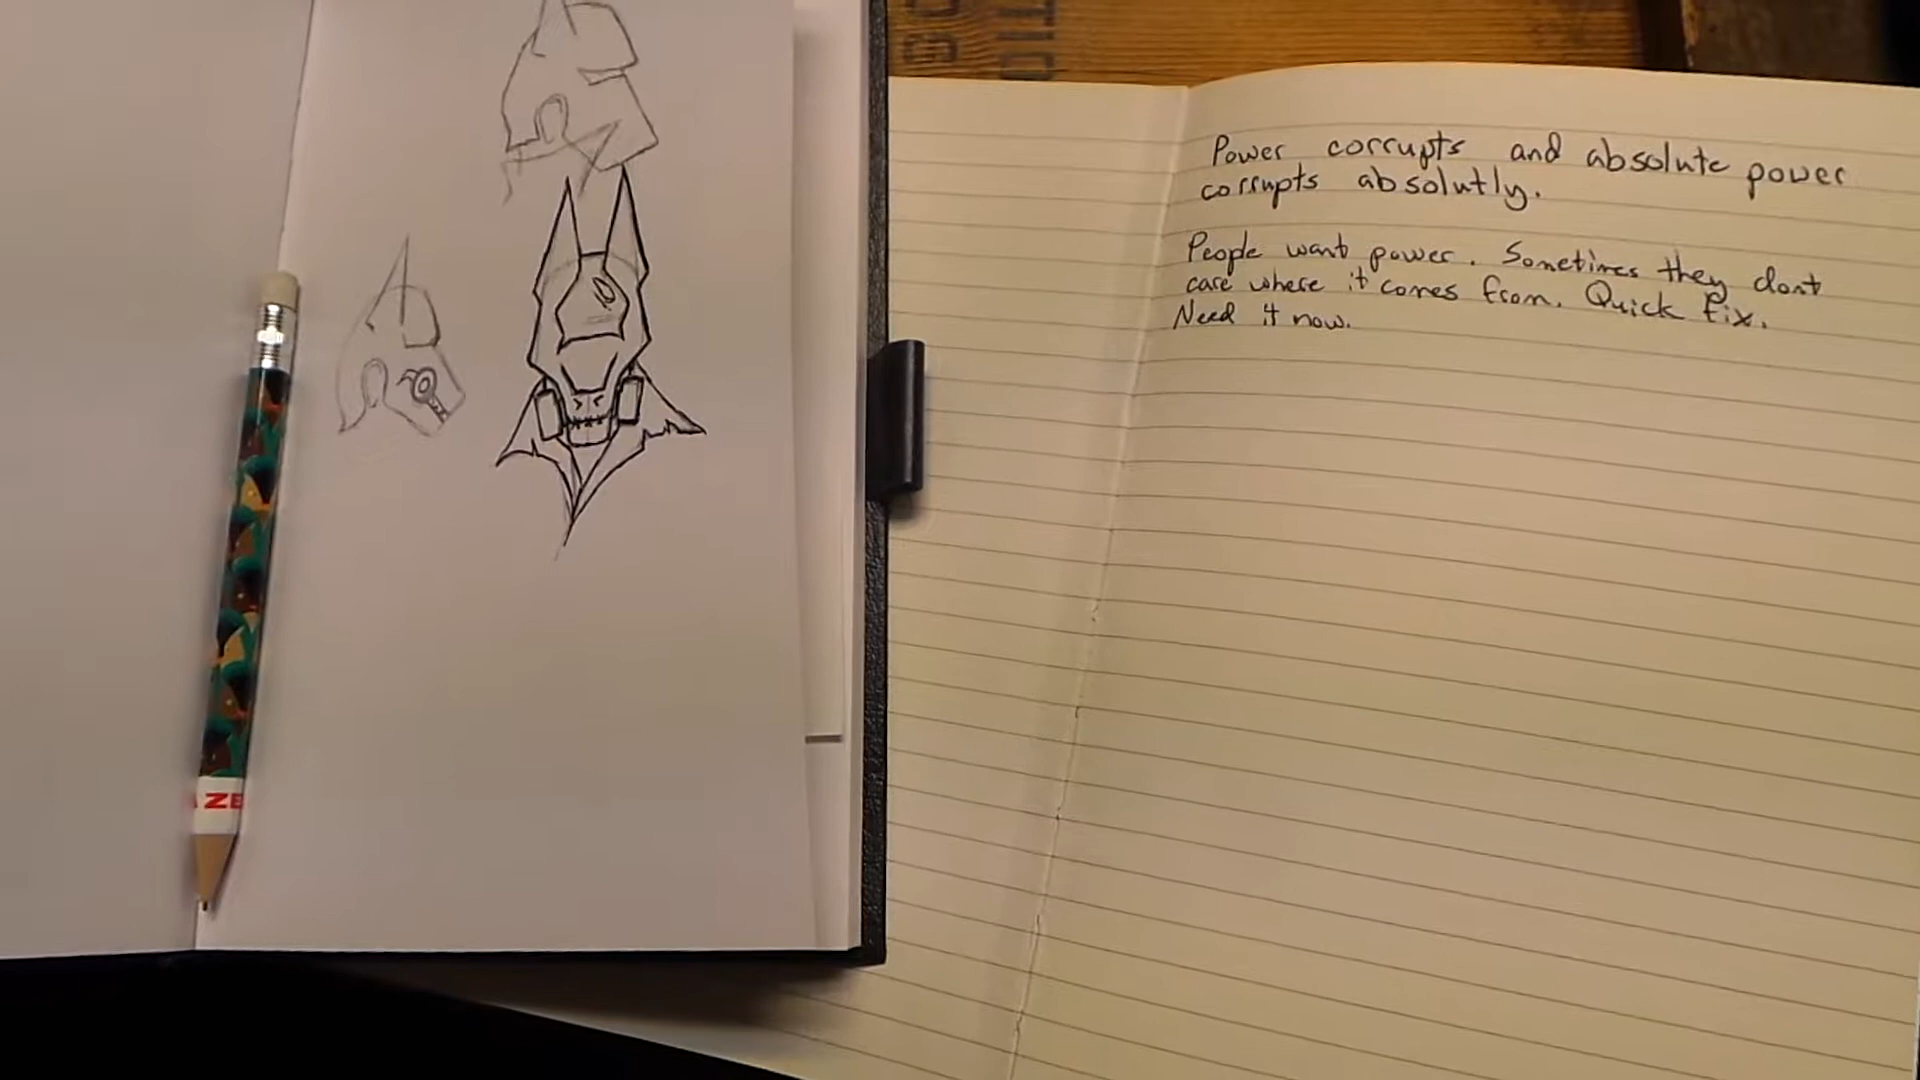 Power corrupts and absolute power
corrupts absolutly.
People want power. Sometimes they dont
care where it comes from. Quick fix.
Need it now.
ZE